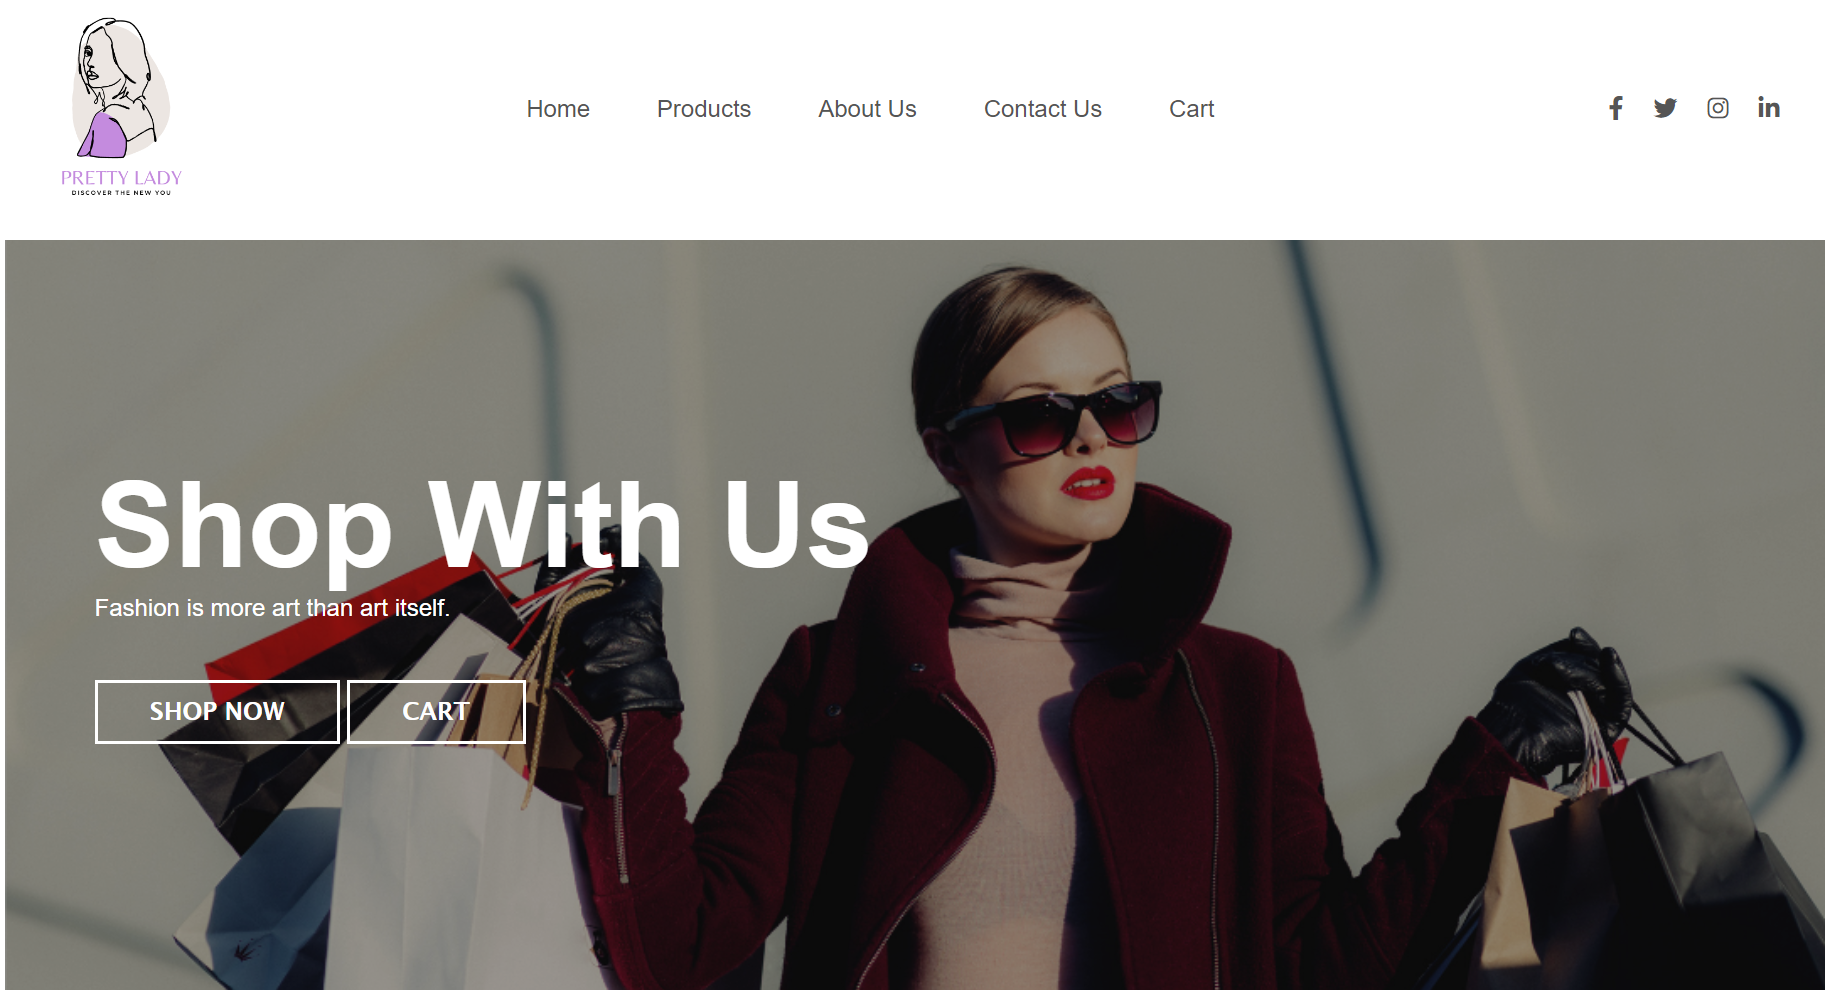 PRETTY LADY
DISCOVER THE NEW YOU
Home Products About Us Contact Us Cart
Shop With Us
Fashion is more art than art itself.
SHOP NOW CART